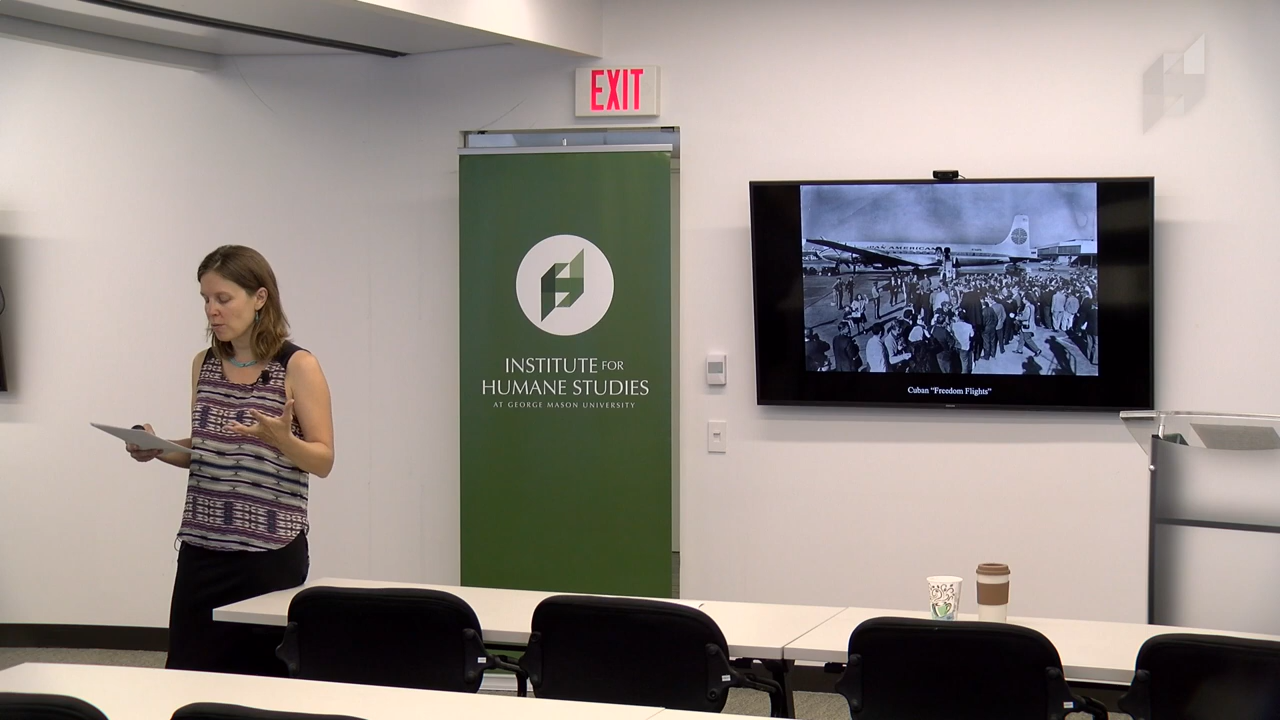 EXIT
INSTITUTE FOR
HUMANE STUDIES
AT GEORGE MASON UNIVERSITY
PAN AMERICAN
Cuban "Freedom Flights"